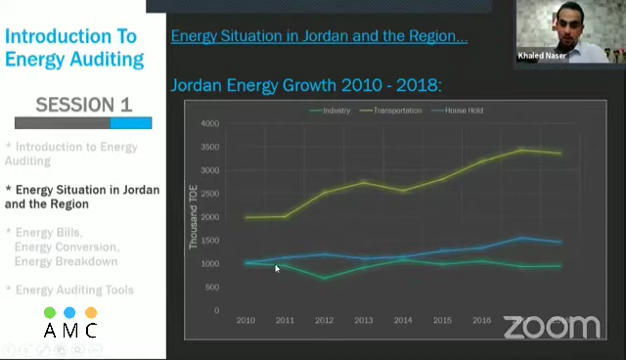 Introduction To
Energy Auditing
SESSION 1
* Introduction to Energy
Auditing
* Energy Situation in Jordan
and the Region
* Energy Bills,
Energy Conversion,
Energy Breakdown
* Energy Auditing Tools
AMC
Energy Situation in Jordan and the Region...
Khaled Naser
Jordan Energy Growth 2010 - 2018:
Industry Transportation House Hold
Thousand TOE
4000
3500
3000
2500
2000
1500
1000
500
0
2010 2011 2012 2013 2014 2015 2016
zoom